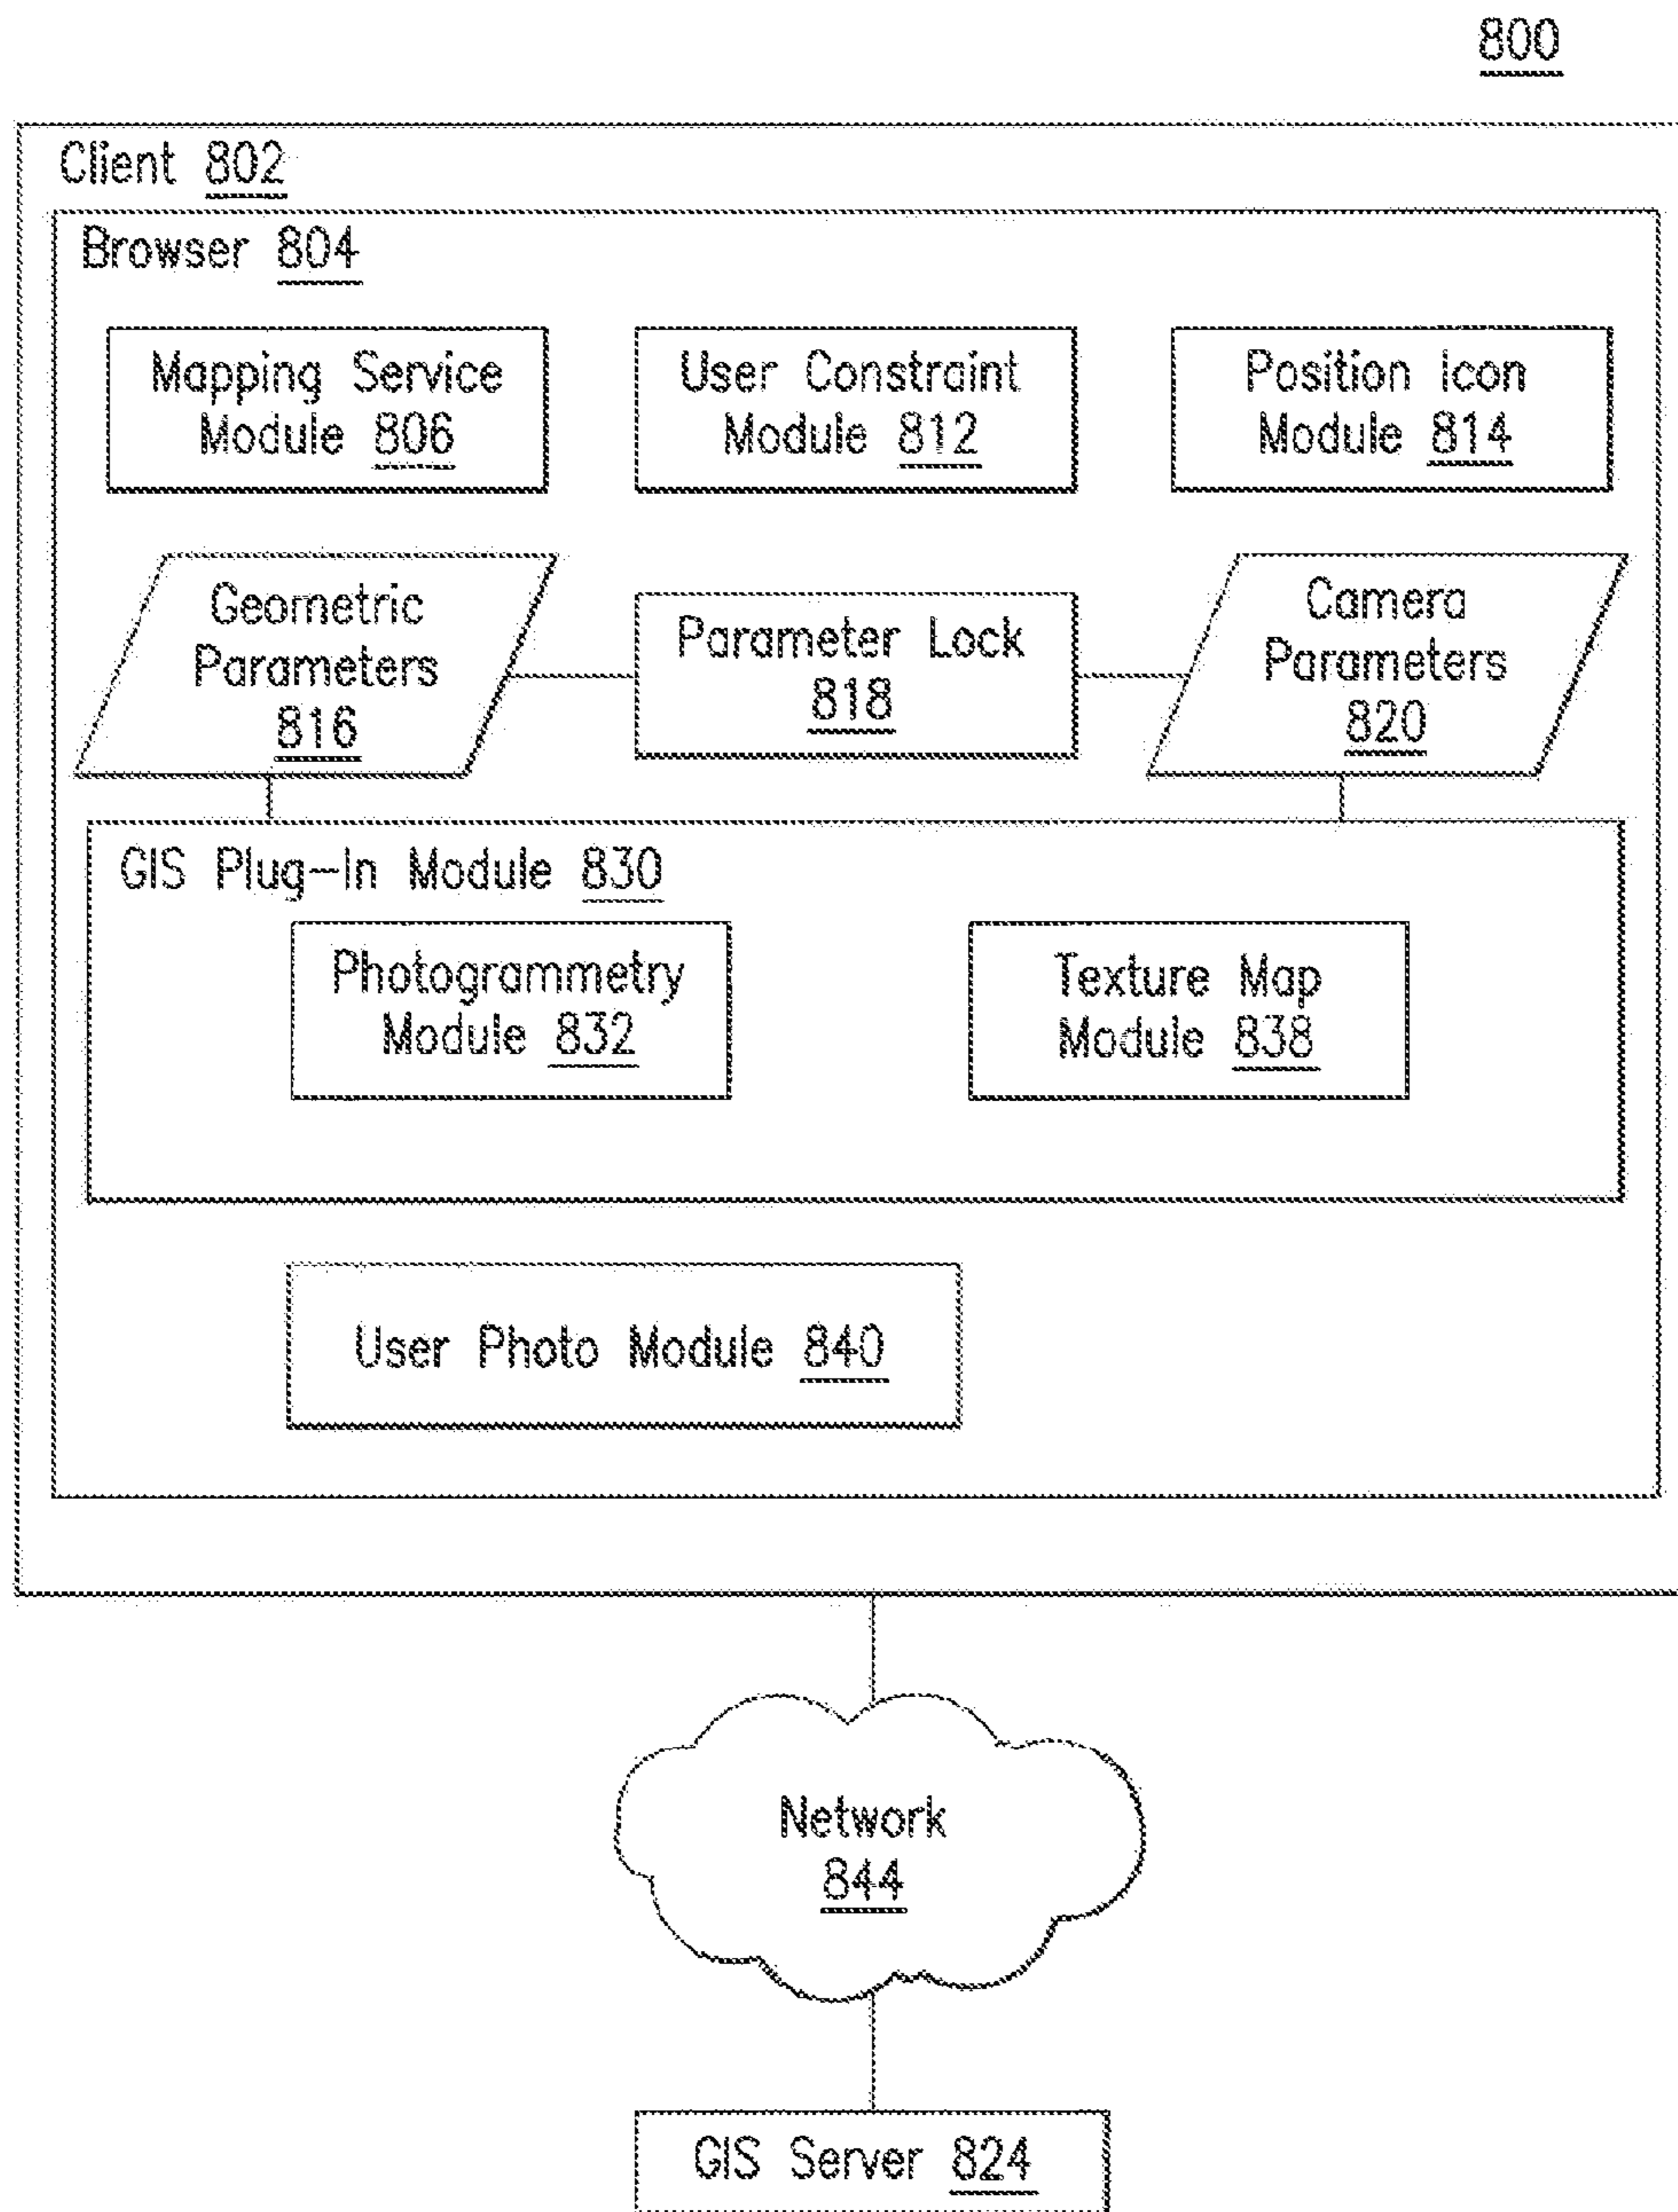 800
Client 802
Browser 804
Mapping Service
Module 806
User Constraint
Module 812
Position Icon
Module 814
Geometric
Parameters
816
Parameter Lock
818
Camera
Parameters
820
GIS Plug-In Module 830
Photogrammetry
Module 832
Texture Map
Module 838
User Photo Module 840
Network
844
GIS Server 824